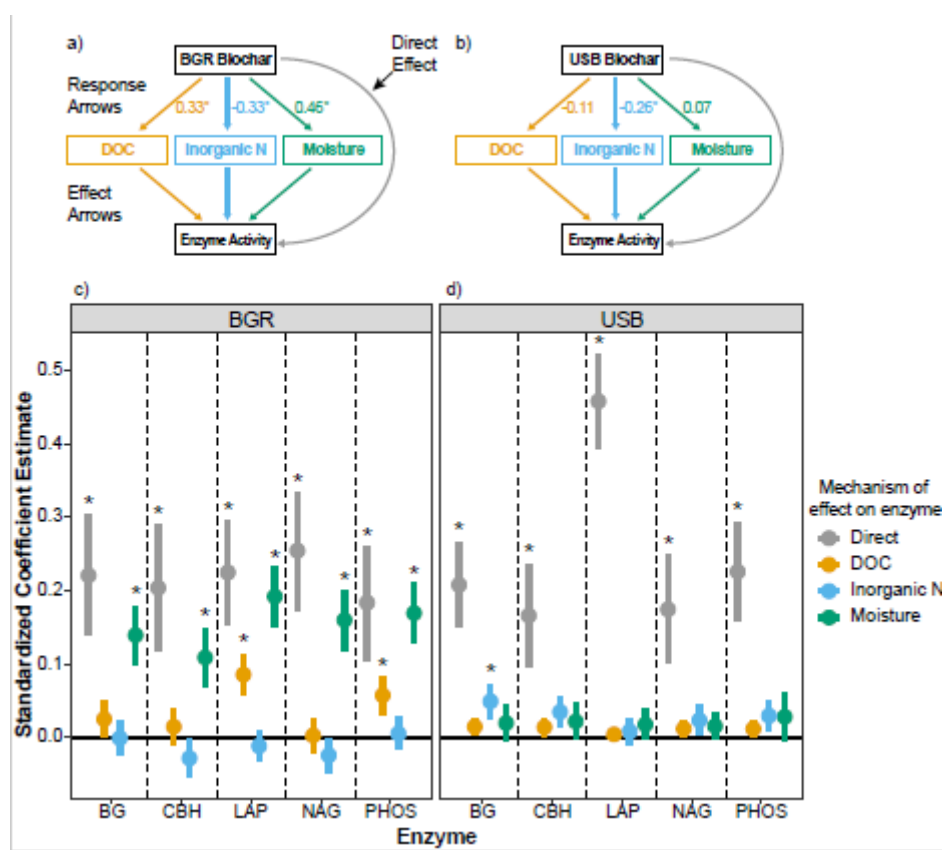 a)
BGR Biochar
Direct
Effect
b)
USB Biochar
Response
Arrows
0.33*
-0.33*
0.46*
-0.11
-0.26*
0.07
DOC
Inorganic N
Moisture
DOC
Inorganic N
Moisture
Effect
Arrows
Enzyme Activity
Enzyme Activity
c)
d)
BGR
USB
Standardized Coefficient Estimate
0.5
0.4
0.3
0.2
0.1
0.0
* * * * * * * * * * * *
* * * * * *
BG CBH LAP NAG PHOS
BG CBH LAP NAG PHOS
Enzyme
Mechanism of
effect on enzyme
Direct
DOC
Inorganic N
Moisture